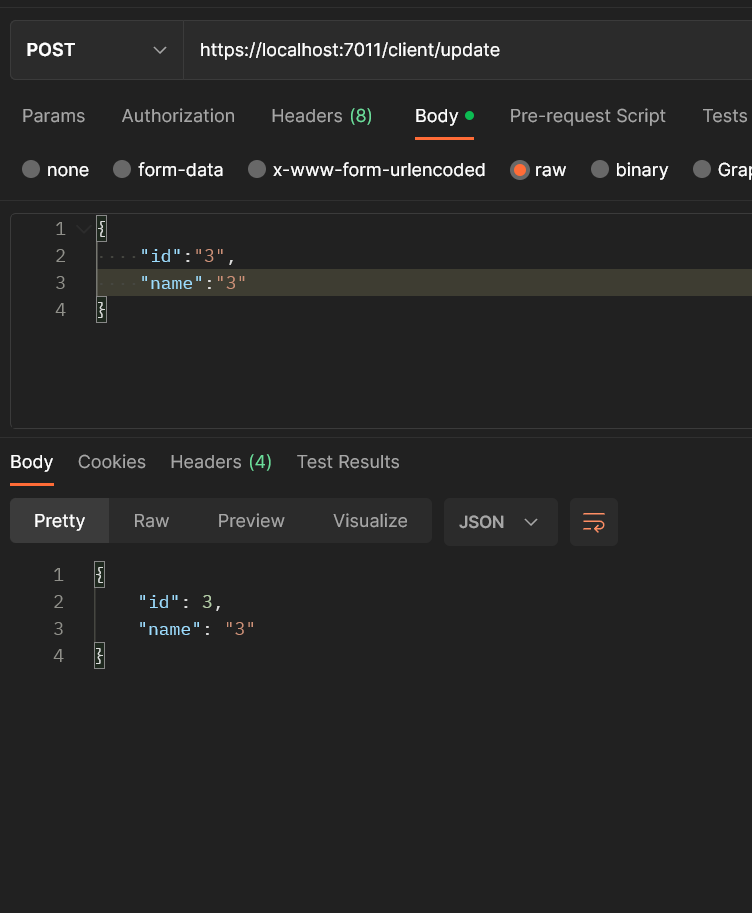 POST https://localhost:7011/client/update
Params Authorization Headers (8) Body Pre-request Script Tests
none form-data x-www-form-urlencoded raw binary Grap
1 {
2 "id":"3",
3 "name":"3"
4 }
Body Cookies Headers (4) Test Results
Pretty Raw Preview Visualize JSON
1 {
2 "id": 3,
3 "name": "3"
4 }